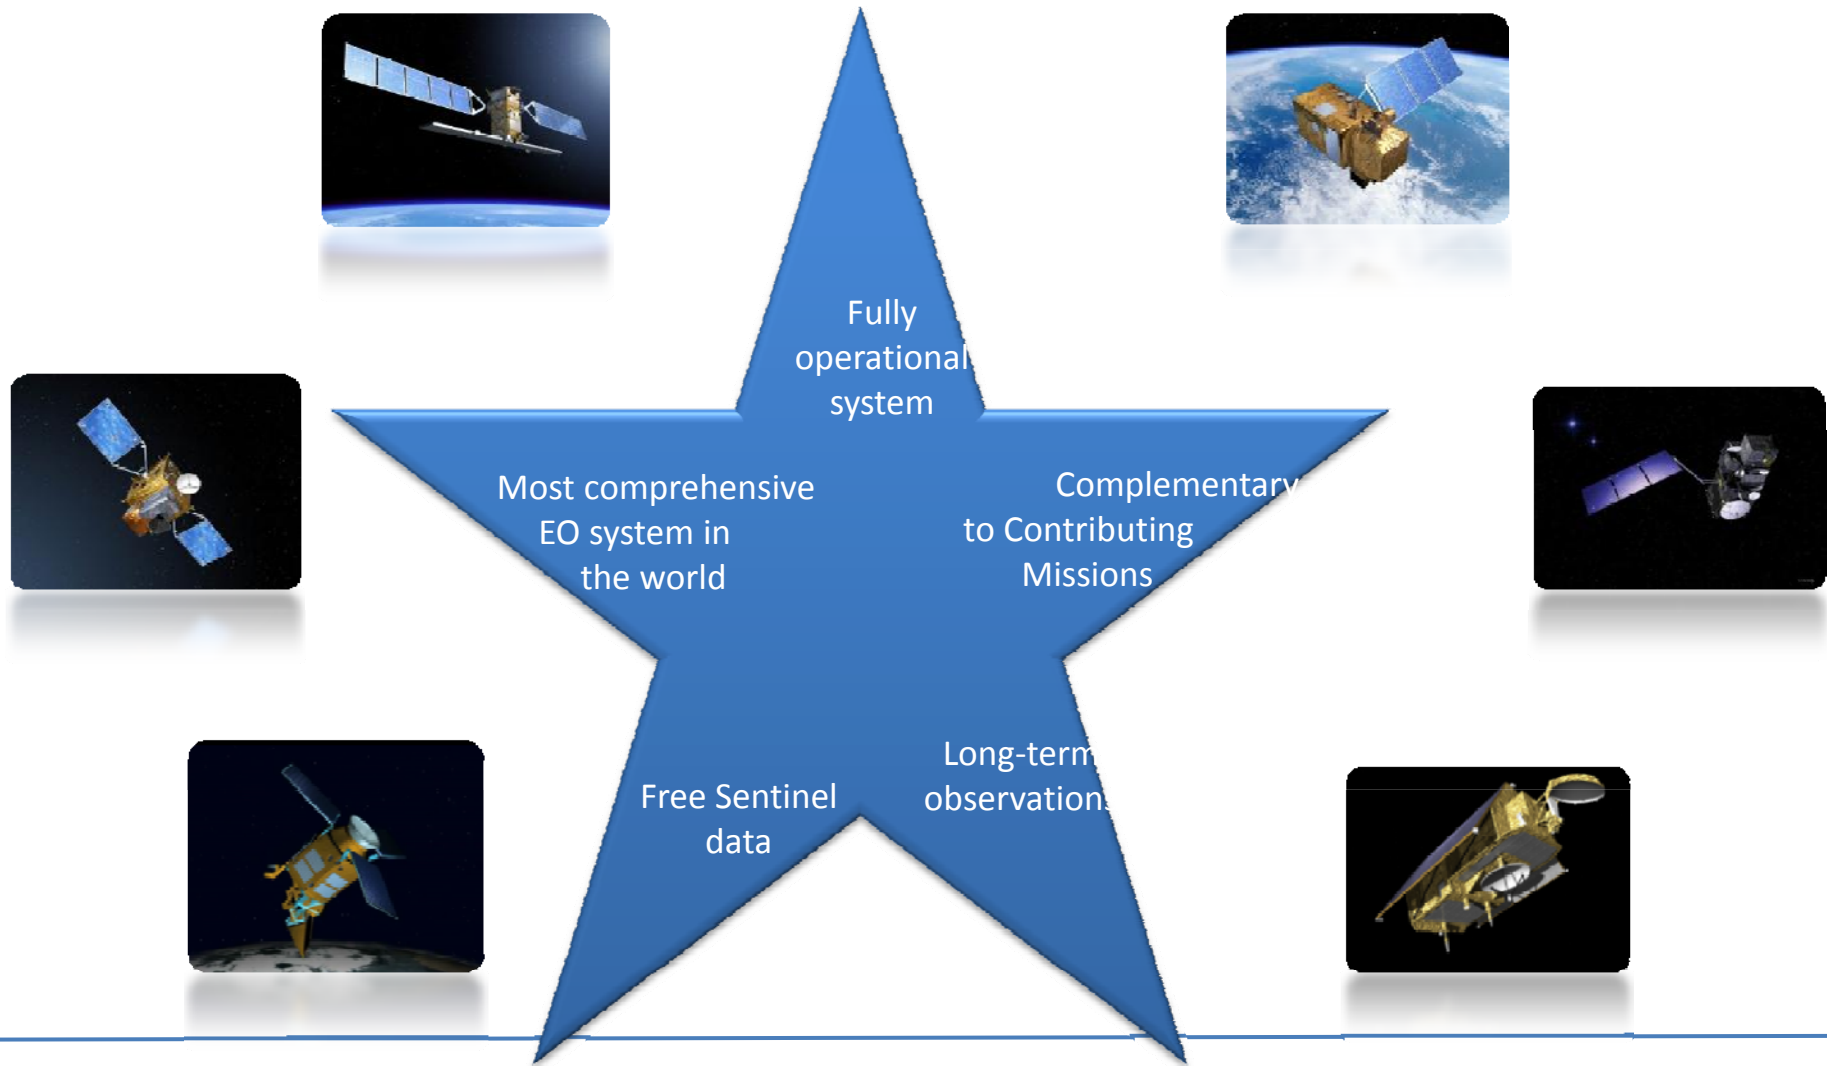 Fully
operational
system
Most comprehensive
EO system in
the world
Complementary
to Contributing
Missions
Free Sentinel
data
Long-term
observations